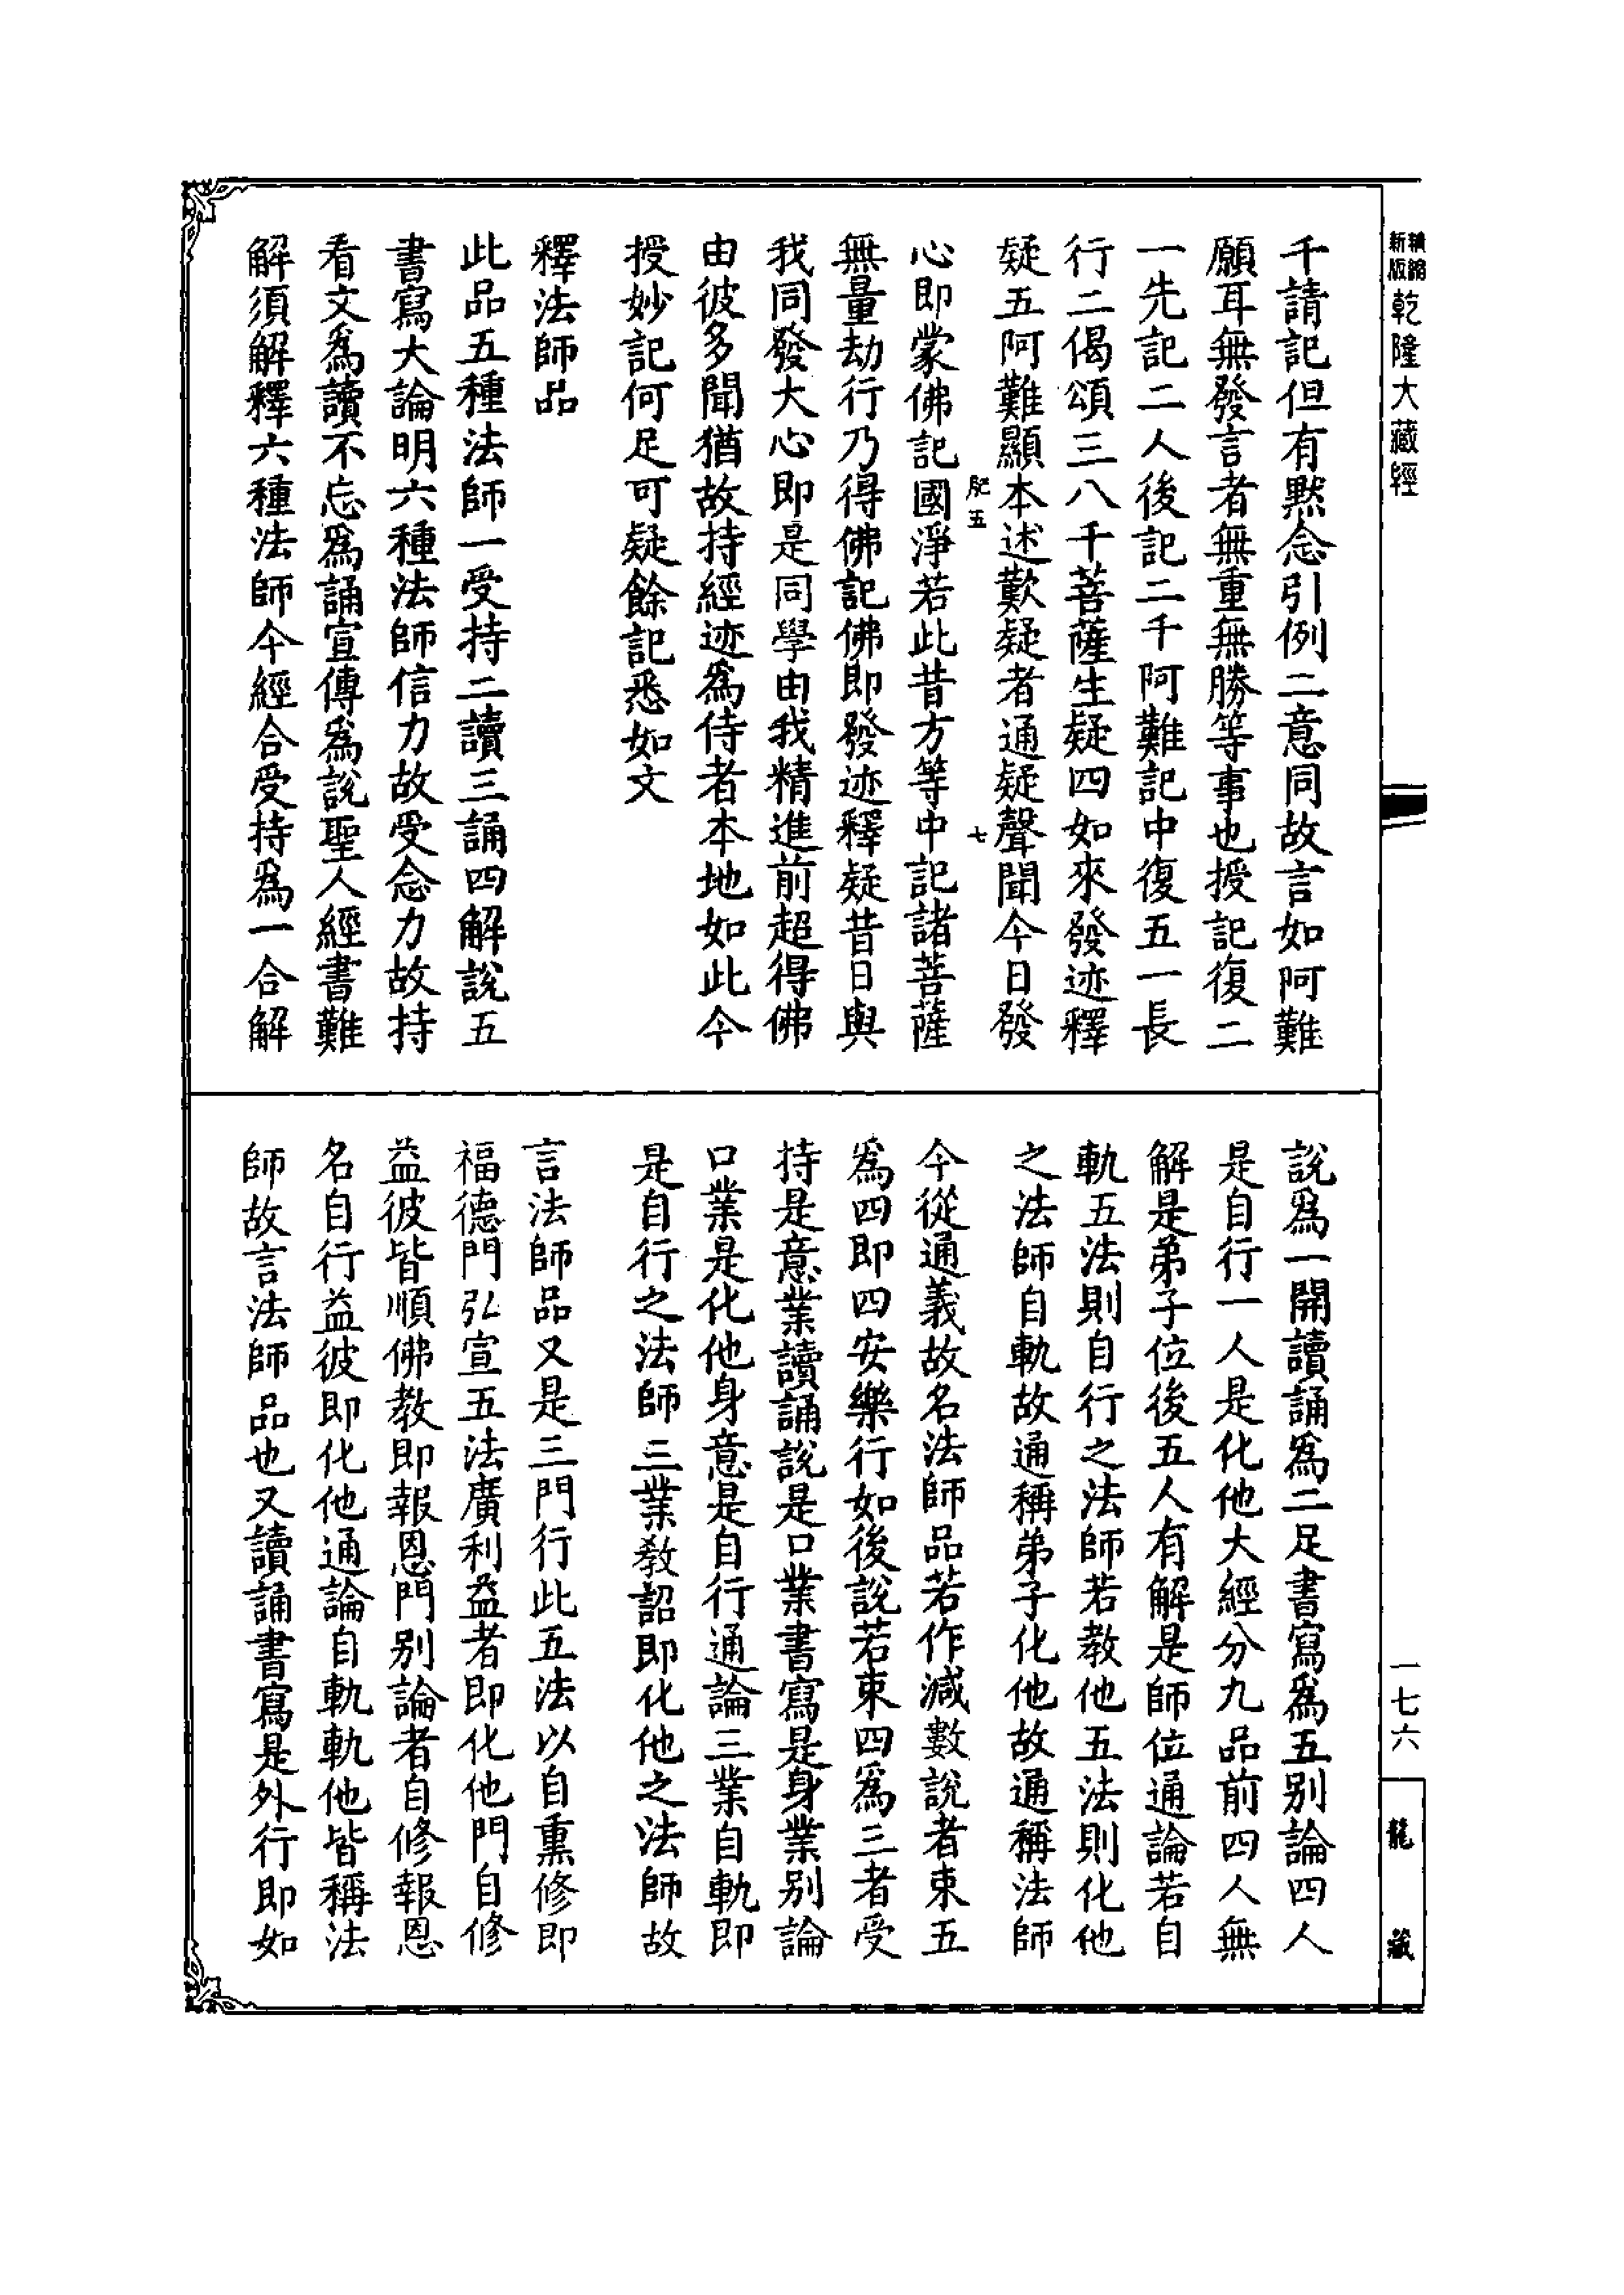 新版
乾隆大藏經
千請記但有默念引例二意同故言如阿難
願耳無發言者無重無勝等事也授記復二
一先記二人後記二千阿難記中復五一長
行二偈頌三八千菩薩生疑四如來發迹釋
疑五阿難顯本述歎疑者通疑聲聞今日發
肥五
七
心即蒙佛記國淨若此昔方等中記諸菩薩
無量劫行乃得佛記佛即發迹釋疑昔日與
我同發大心即是同學由我精進前超得佛
由彼多聞猶故持經迹為侍者本地如此今
授妙記何足可疑餘記悉如文
釋法師品
此品五種法師一受持二讀三誦四解說五
書寫大論明六種法師信力故受念力故持
看文為讀不忘為誦宣傳為說聖人經書難
解須解釋六種法師今經合受持為一合解
說為一開讀誦為二足書寫為五別論四人
是自行一人是化他大經分九品前四人無
解是弟子位後五人有解是師位通論若自
軌五法則自行之法師若教他五法則化他
之法師自軌故通稱弟子化他故通稱法師
今從通義故名法師品若作減數說者束五
為四即四安樂行如後說若束四為三者受
持是意業讀誦說是口業書寫是身業別論
口業是化他身意是自行通論三業自軌即
是自行之法師三業教詔即化他之法師故
言法師品又是三門行此五法以自熏修即
福德門弘宣五法廣利益者即化他門自修
益彼皆順佛教即報恩門別論者自修報恩
名自行益彼即化他通論自軌軌他皆稱法
師故言法師品也又讀誦書寫是外行即如
一七六
龍藏